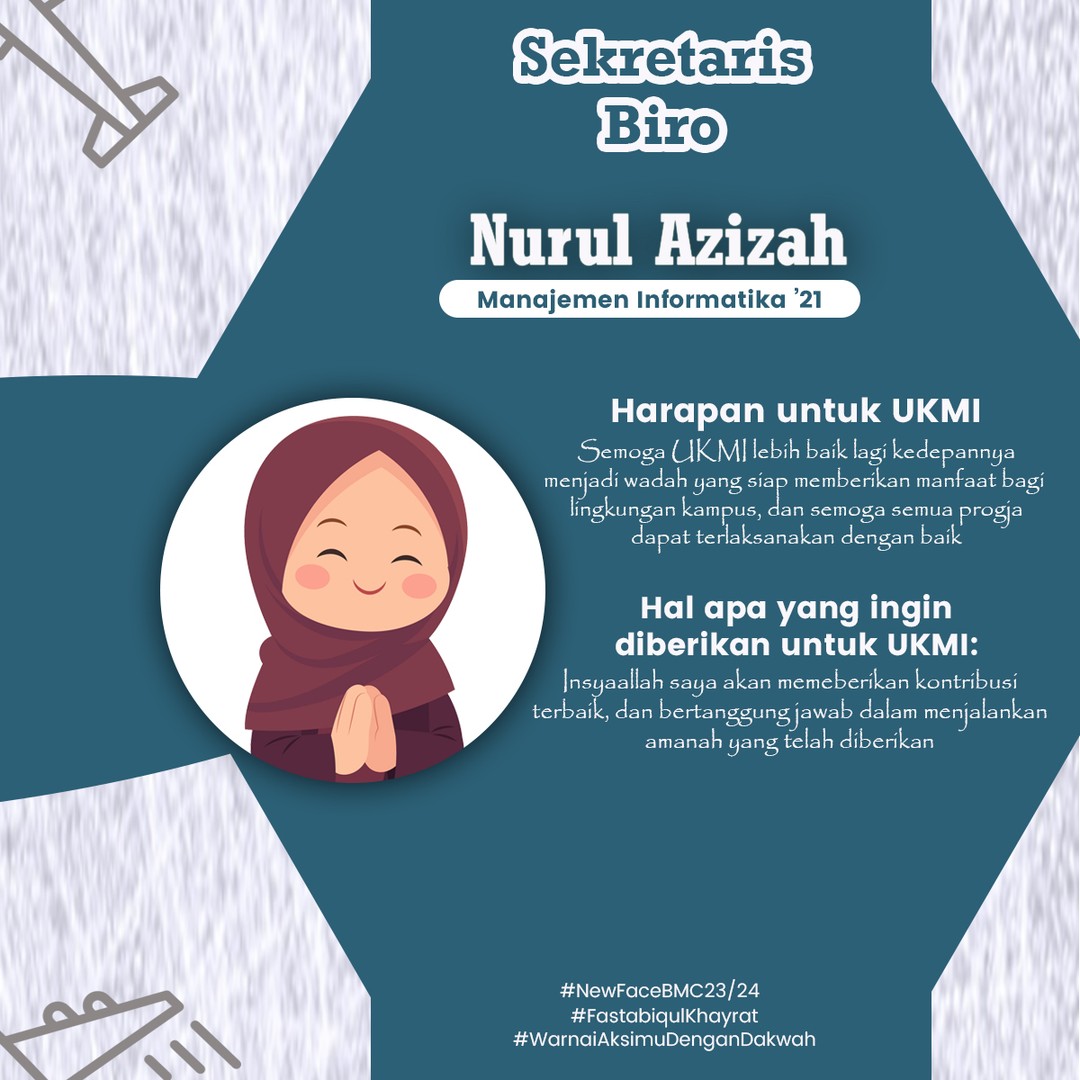 Sekretaris
Biro
Nurul Azizah
Manajemen Informatika ’21
Harapan untuk UKMI
Semoga UKMI lebih baik lagi kedepannya
menjadi wadah yang siap memberikan manfaat bagi
lingkungan kampus, dan semoga semua progja
dapat terlaksanakan dengan baik
Hal apa yang ingin
diberikan untuk UKMI:
Insyaallah saya akan memeberikan kontribusi
terbaik, dan bertanggung jawab dalam menjalankan
amanah yang telah diberikan
#NewFaceBMC23/24
#FastabiqulKhayrat
#WarnaiAksimuDenganDakwah